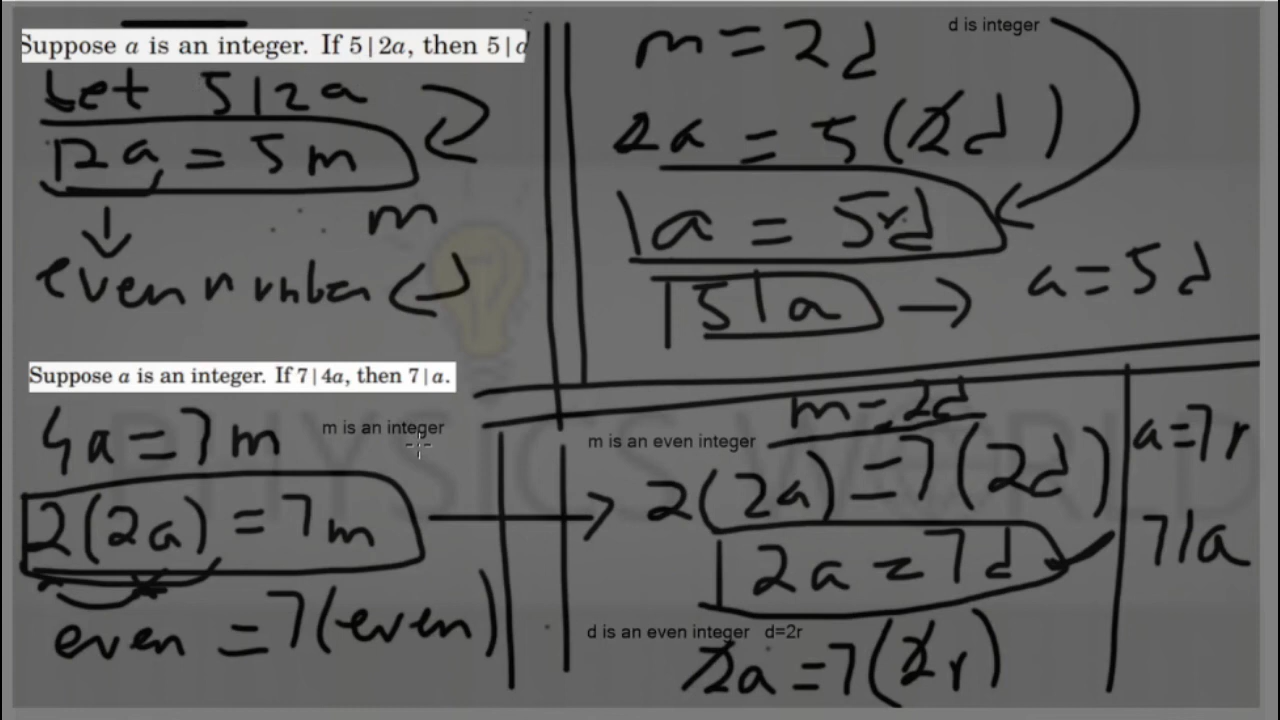 Suppose a is an integer. If 5 | 2a, then 5 | a
Let 5|2a
2a = 5m
m
even number
m = 2d
d is integer
2a = 5(2d)
a = 5d
5|a → a = 5d
Suppose a is an integer. If 7 | 4a, then 7 | a.
4a = 7m
m is an integer
2(2a) = 7m
even = 7(even)
m is an even integer
m = 2d
2(2a) = 7(2d)
2a = 7d
d is an even integer d=2r
2a = 7(2r)
a = 7r
7|a
PHYSICS WORLD